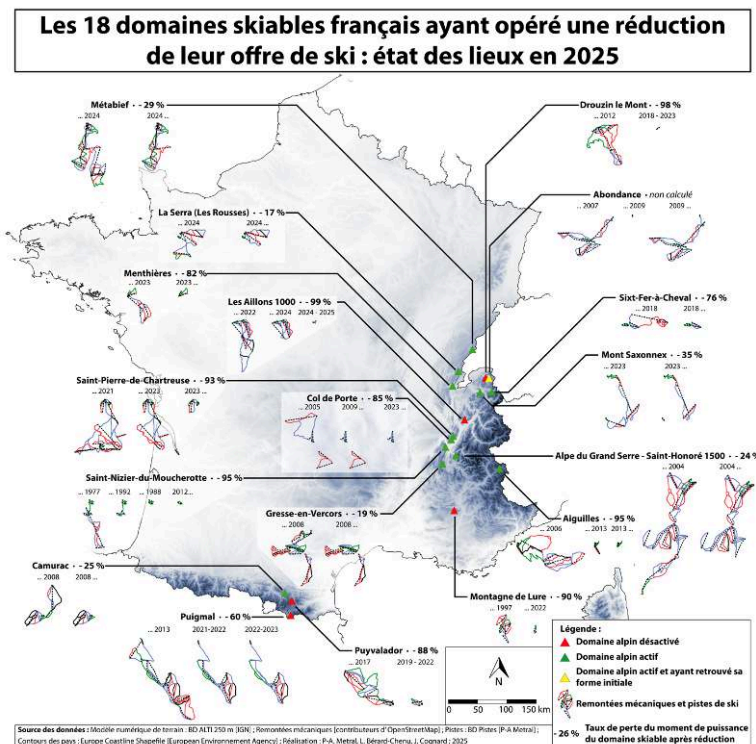 Les 18 domaines skiables français ayant opéré une réduction
de leur offre de ski : état des lieux en 2025
Métabief - - 29 %
... 2024 2024 ...
Drouzin le Mont - - 98 %
... 2012 2018 - 2023
Abondance - non calculé
... 2007 ... 2009 2009 ...
La Serra (Les Rousses) - - 17 %
... 2024 2024 ...
Menthières - - 82 %
... 2023 2023 ...
Sixt-Fer-à-Cheval - - 76 %
... 2018 2018 ...
Les Aillons 1000 - - 99 %
... 2022 ... 2024 2024 - 2025
Mont Saxonnex - - 35 %
... 2023 2023 ...
Saint-Pierre-de-Chartreuse - - 93 %
... 2021 ... 2023 2023 ...
Col de Porte - - 85 %
... 2005 2009 ... 2023 ...
Alpe du Grand Serre - Saint-Honoré 1500 - - 24 %
... 2004 2004 ...
Saint-Nizier-du-Moucherotte - - 95 %
... 1977 ... 1992 ... 1988 2012 ...
Gresse-en-Vercors - - 19 %
... 2008 2008 ...
Aiguilles - - 95 %
... 2006 ... 2013 2013 ...
Camurac - - 25 %
... 2008 2008 ...
Montagne de Lure - - 90 %
... 1997 ... 2022
Puigmal - - 60 %
... 2013 2021-2022 2022-2023
Puyvalador - - 88 %
... 2017 2019 - 2022
N
0 50 100 150 km
Légende :
Domaine alpin désactivé
Domaine alpin actif
Domaine alpin actif et ayant retrouvé sa
forme initiale
Remontées mécaniques et pistes de ski
- 26 % Taux de perte du moment de puissance
du domaine skiable après réduction
Source des données : Modèle numérique de terrain : BD ALTI 250 m [IGN] ; Remontées mécaniques [contributeurs d'OpenStreetMap] ; Pistes : BD Pistes [P-A Metral] ;
Contours des pays : Europe Coastline Shapefile [European Environnement Agency] ; Réalisation : P-A. Metral, L. Bérard-Chenu, J. Cognard ; 2025